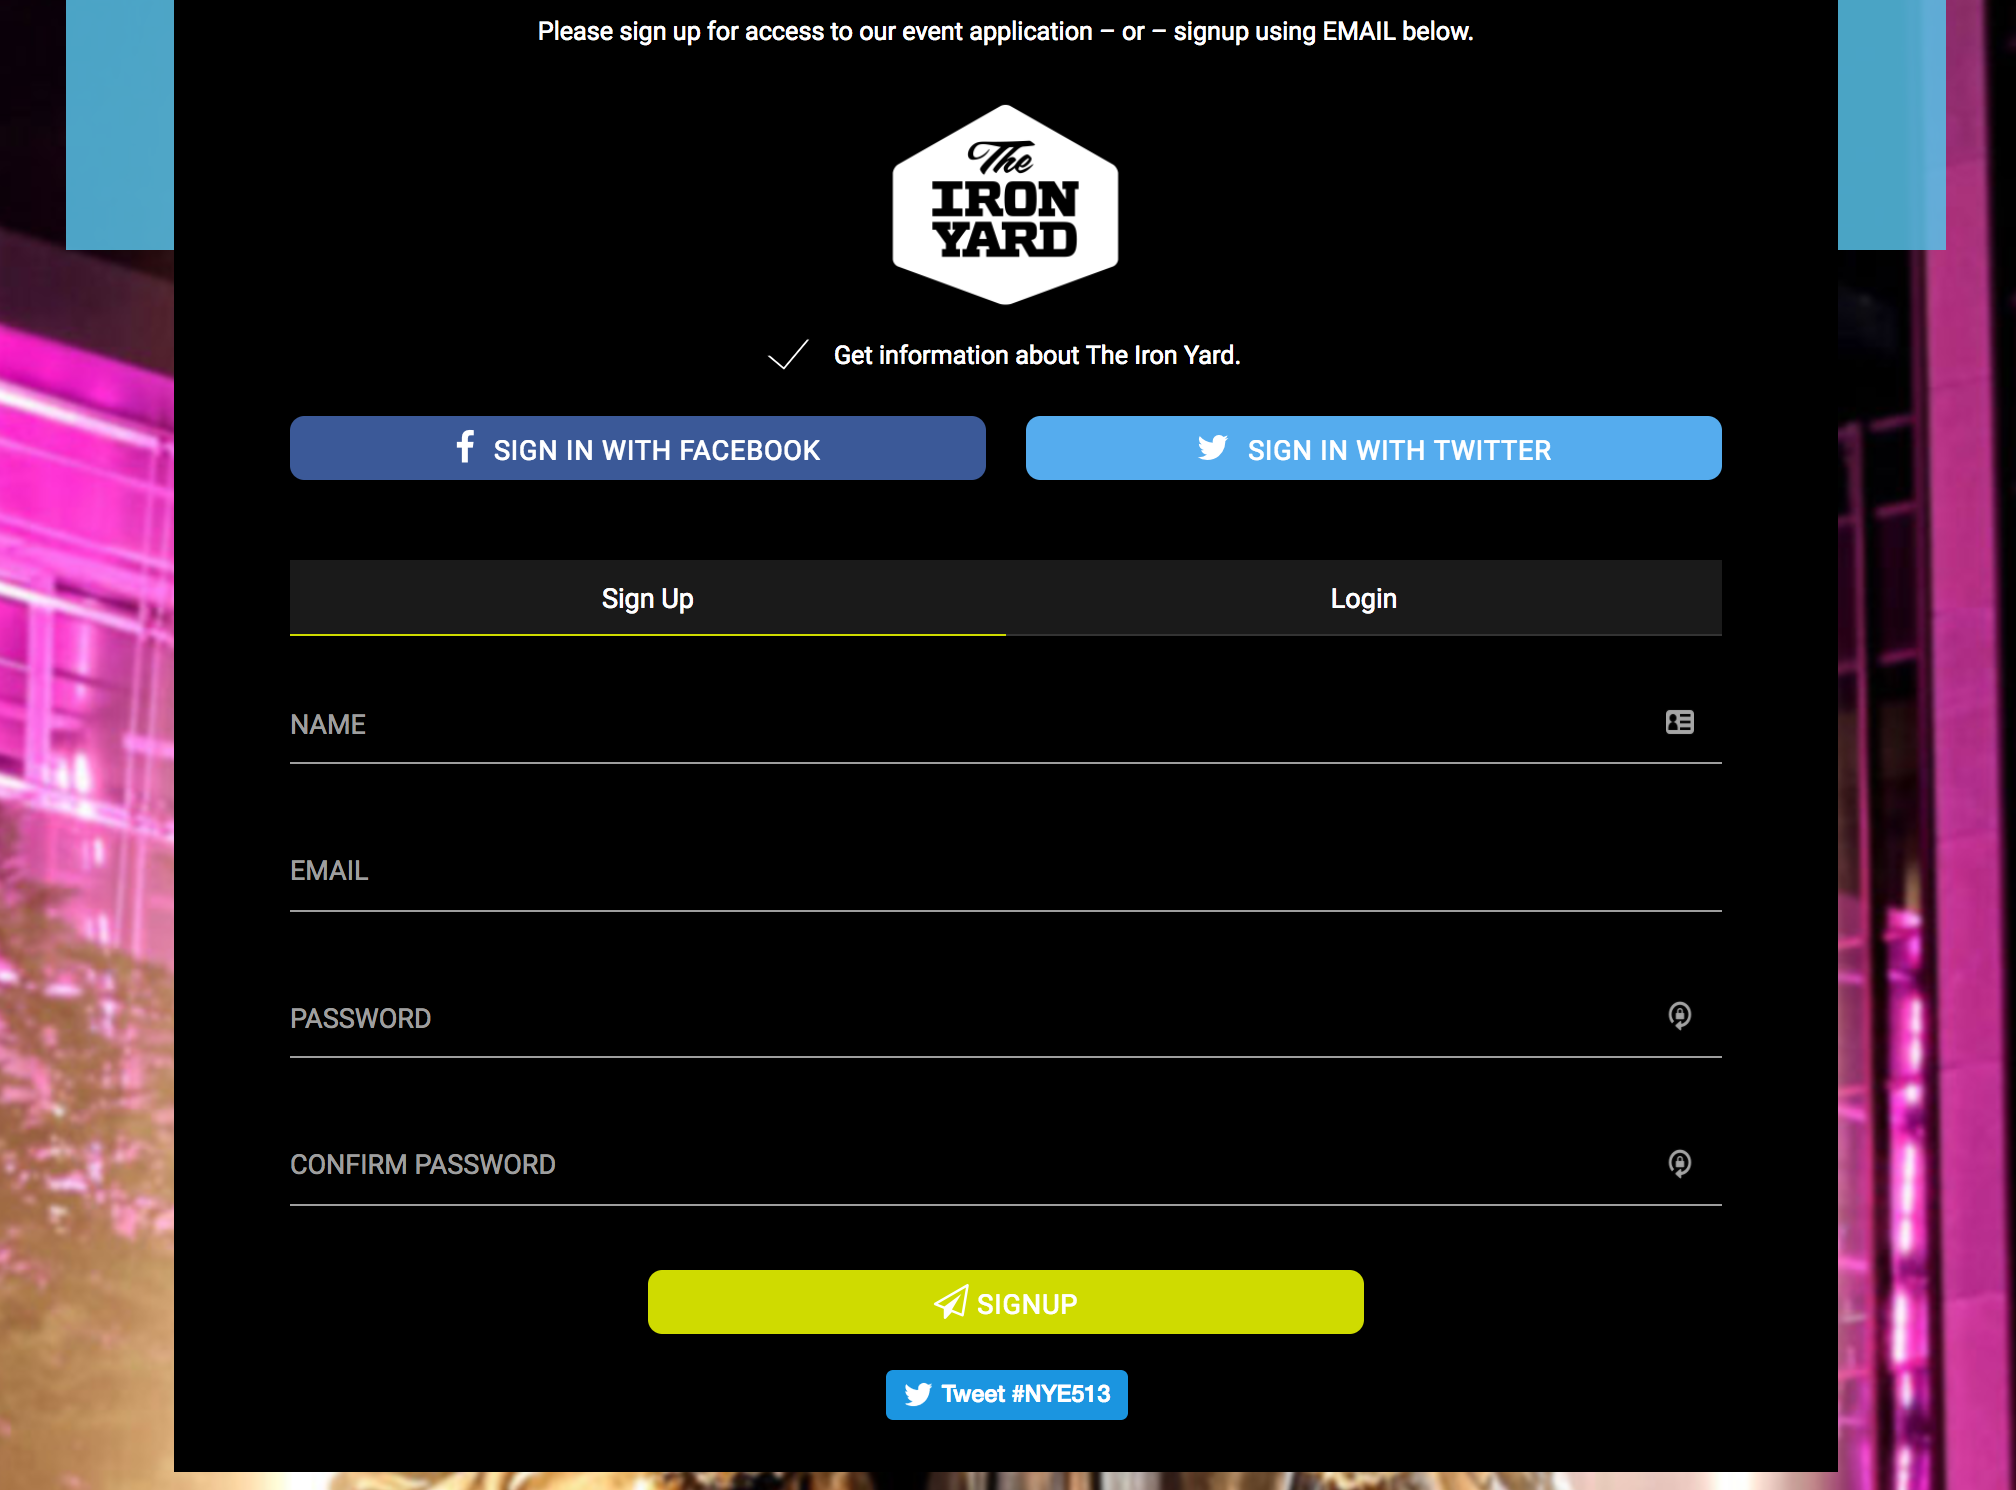 Please sign up for access to our event application – or – signup using EMAIL below.
The
IRON
YARD
Get information about The Iron Yard.
SIGN IN WITH FACEBOOK
SIGN IN WITH TWITTER
Sign Up
Login
NAME
EMAIL
PASSWORD
CONFIRM PASSWORD
SIGNUP
Tweet #NYE513